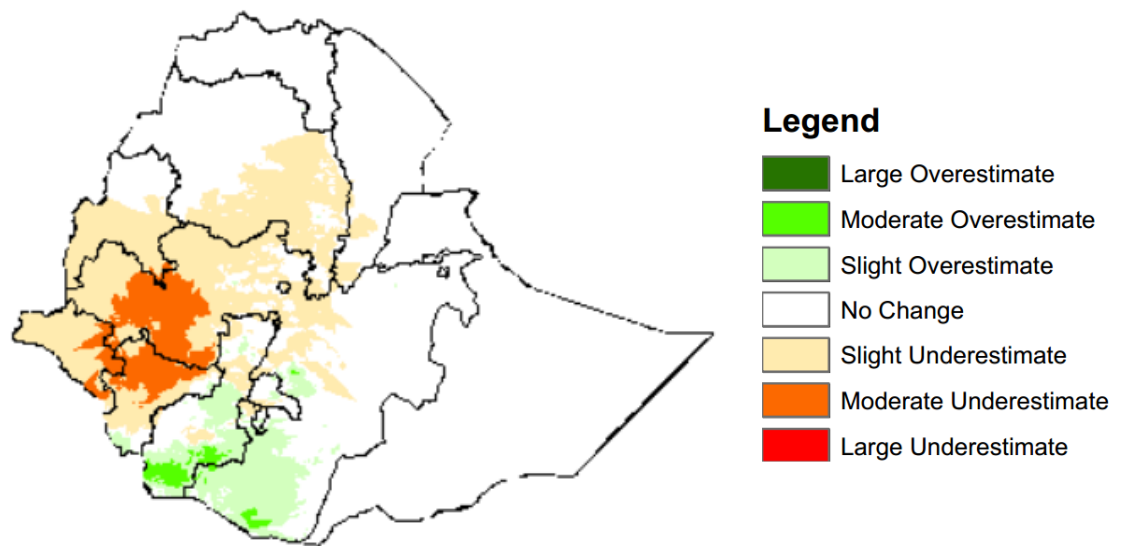 Legend
Large Overestimate
Moderate Overestimate
Slight Overestimate
No Change
Slight Underestimate
Moderate Underestimate
Large Underestimate